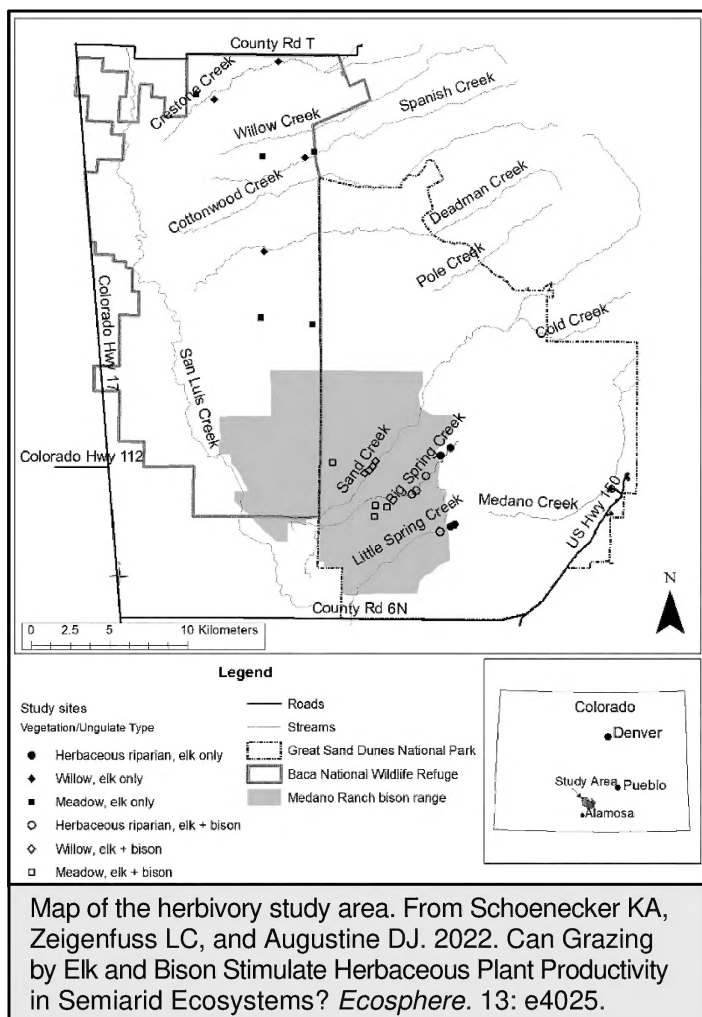 County Rd T
Crestone Creek
Spanish Creek
Willow Creek
Cottonwood Creek
Deadman Creek
Pole Creek
Cold Creek
Colorado Hwy 17
San Luis Creek
Colorado Hwy 112
Sand Creek
Big Spring Creek
Medano Creek
US Hwy 160
Little Spring Creek
N
County Rd 6N
0 2.5 5 10 Kilometers
Legend
Study sites
Vegetation/Ungulate Type
Herbaceous riparian, elk only
Willow, elk only
Meadow, elk only
Herbaceous riparian, elk + bison
Willow, elk + bison
Meadow, elk + bison
Roads
Streams
Great Sand Dunes National Park
Baca National Wildlife Refuge
Medano Ranch bison range
Colorado
Denver
Study Area
Pueblo
Alamosa
Map of the herbivory study area. From Schoenecker KA,
Zeigenfuss LC, and Augustine DJ. 2022. Can Grazing
by Elk and Bison Stimulate Herbaceous Plant Productivity
in Semiarid Ecosystems? Ecosphere. 13: e4025.